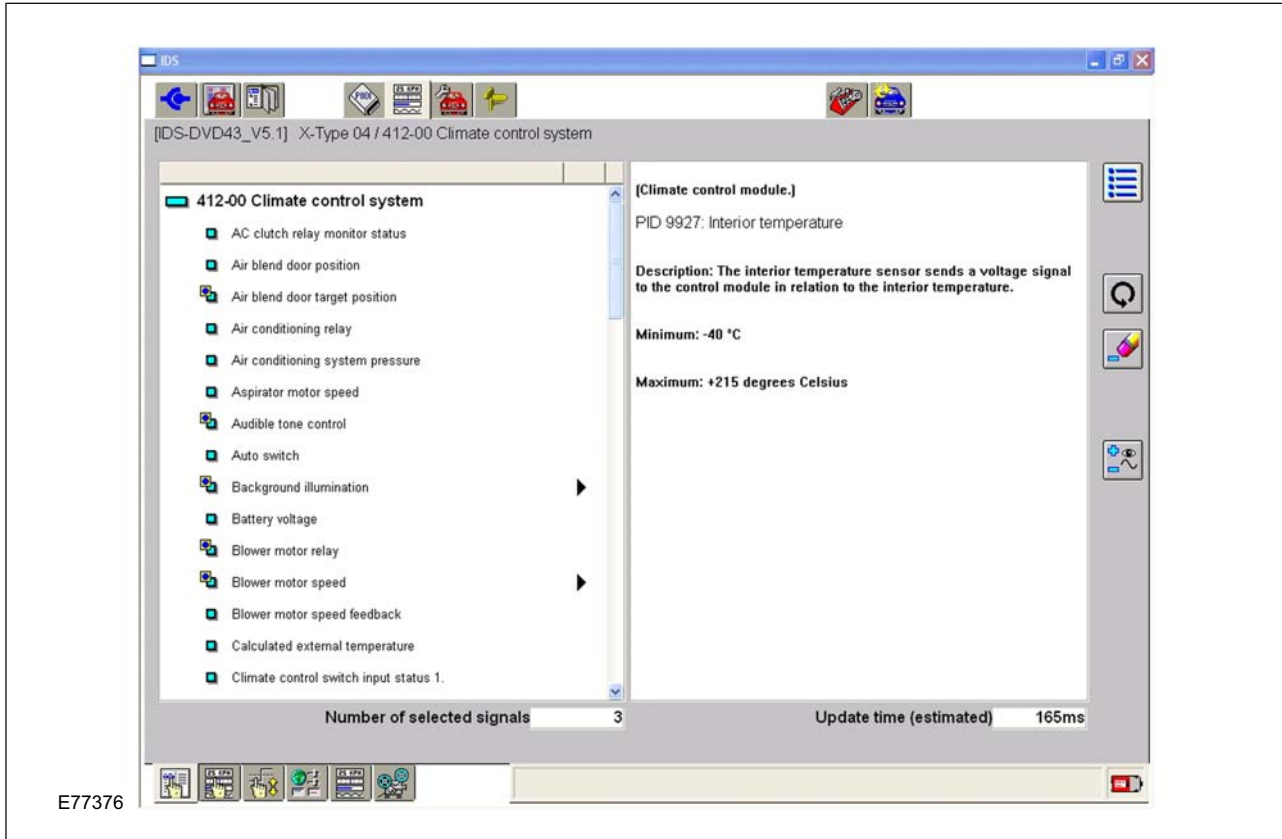 IDS
[IDS-DVD43_V5.1] X-Type 04 / 412-00 Climate control system
412-00 Climate control system
AC clutch relay monitor status
Air blend door position
Air blend door target position
Air conditioning relay
Air conditioning system pressure
Aspirator motor speed
Audible tone control
Auto switch
Background illumination
Battery voltage
Blower motor relay
Blower motor speed
Blower motor speed feedback
Calculated external temperature
Climate control switch input status 1.
(Climate control module.)
PID 9927: Interior temperature
Description: The interior temperature sensor sends a voltage signal
to the control module in relation to the interior temperature.
Minimum: -40 °C
Maximum: +215 degrees Celsius
Number of selected signals 3
Update time (estimated) 165ms
E77376